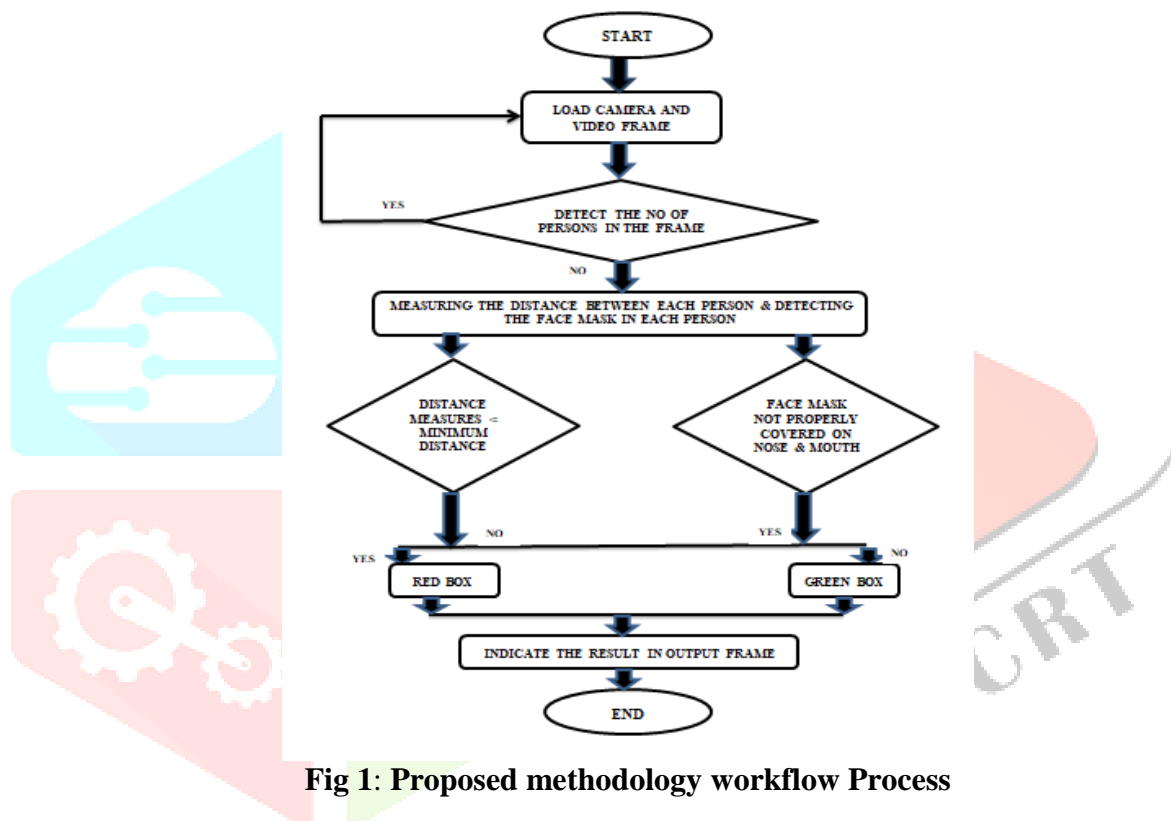 START
LOAD CAMERA AND
VIDEO FRAME
YES
DETECT THE NO OF
PERSONS IN THE FRAME
NO
MEASURING THE DISTANCE BETWEEN EACH PERSON & DETECTING
THE FACE MASK IN EACH PERSON
DISTANCE
MEASURES <
MINIMUM
DISTANCE
FACE MASK
NOT PROPERLY
COVERED ON
NOSE & MOUTH
NO
YES
YES
NO
RED BOX
GREEN BOX
INDICATE THE RESULT IN OUTPUT FRAME
END
CRT
Fig 1: Proposed methodology workflow Process